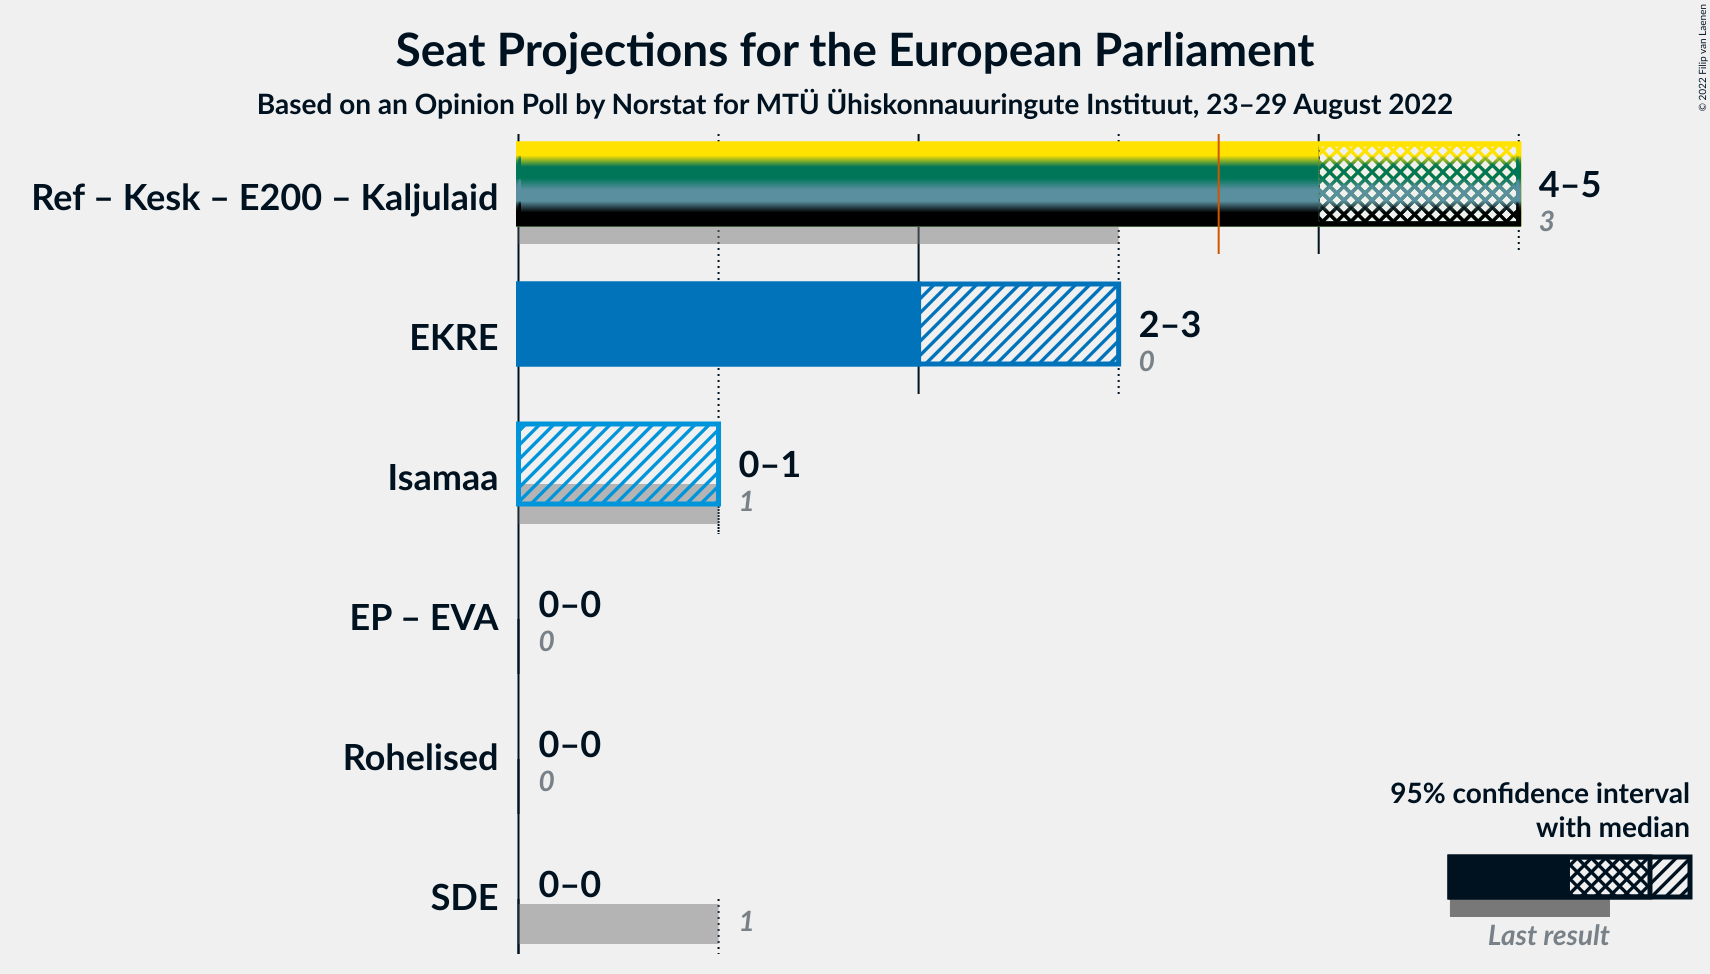 Seat Projections for the European Parliament
Based on an Opinion Poll by Norstat for MTÜ Ühiskonnauuringute Instituut, 23–29 August 2022
© 2022 Filip van Laenen
Ref – Kesk – E200 – Kaljulaid
4–5
3
EKRE
2–3
0
Isamaa
0–1
1
EP – EVA
0–0
0
Rohelised
0–0
0
SDE
0–0
1
95% confidence interval
with median
Last result